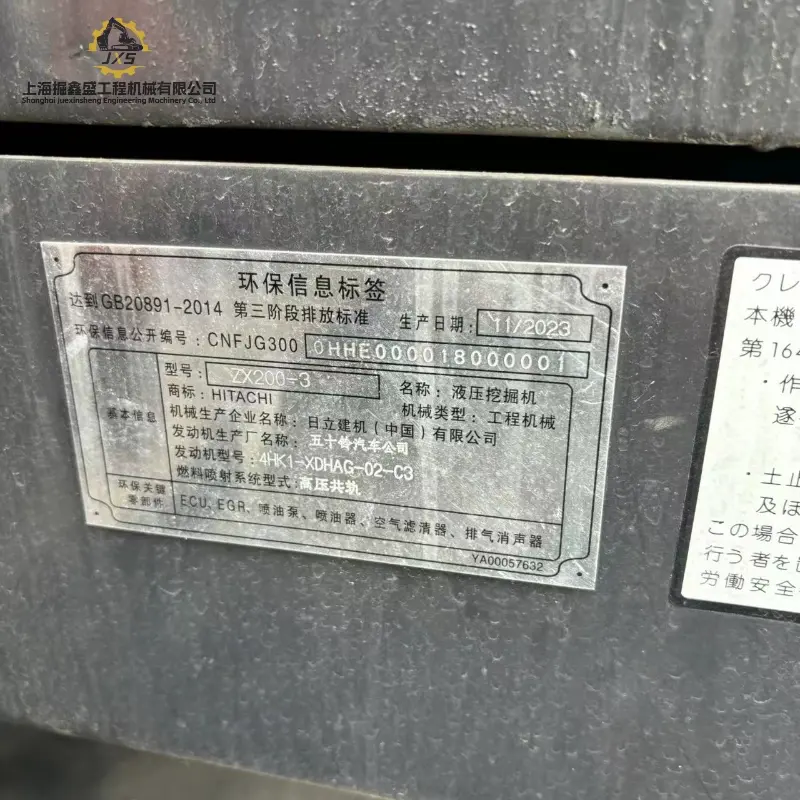 JXS
上海掘鑫盛工程机械有限公司
Shanghai Juexinsheng Engineering Machinery Co., Ltd
环保信息标签
达到GB20891-2014 第三阶段排放标准 生产日期: 11/2023
环保信息公开编号: CNFJG300 0HHE0000180000001
基本信息
型号: ZX200-3 名称: 液压挖掘机
商标: HITACHI 机械类型: 工程机械
机械生产企业名称: 日立建机(中国)有限公司
发动机生产厂名称: 五十铃汽车公司
发动机型号: 4HK1-XDHAG-02-C3
燃料喷射系统型式: 高压共轨
环保关键
零部件
ECU、EGR、喷油泵、喷油器、空气滤清器、排气消声器
YA00057632
クレ
本機
第164
・作
遂
・土止
及ほ
この場合
行う者を
労働安全